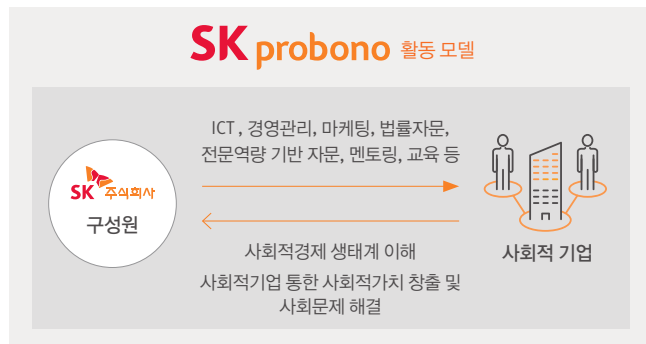 SK probono 활동 모델
ICT , 경영관리, 마케팅, 법률자문,
전문역량 기반 자문, 멘토링, 교육 등
SK 주식회사
구성원
사회적경제 생태계 이해
사회적기업 통한 사회적가치 창출 및
사회문제 해결
사회적 기업